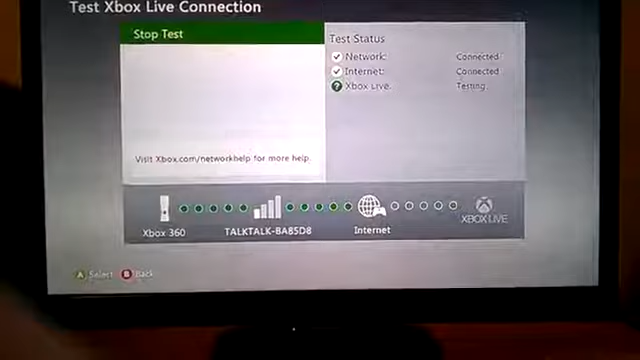 Test Xbox Live Connection
Stop Test
Test Status
Network: Connected
Internet: Connected
Xbox Live: Testing
Visit Xbox.com/networkhelp for more help.
Xbox 360
TALKTALK-BA85D8
Internet
XBOX LIVE
A Select B Back